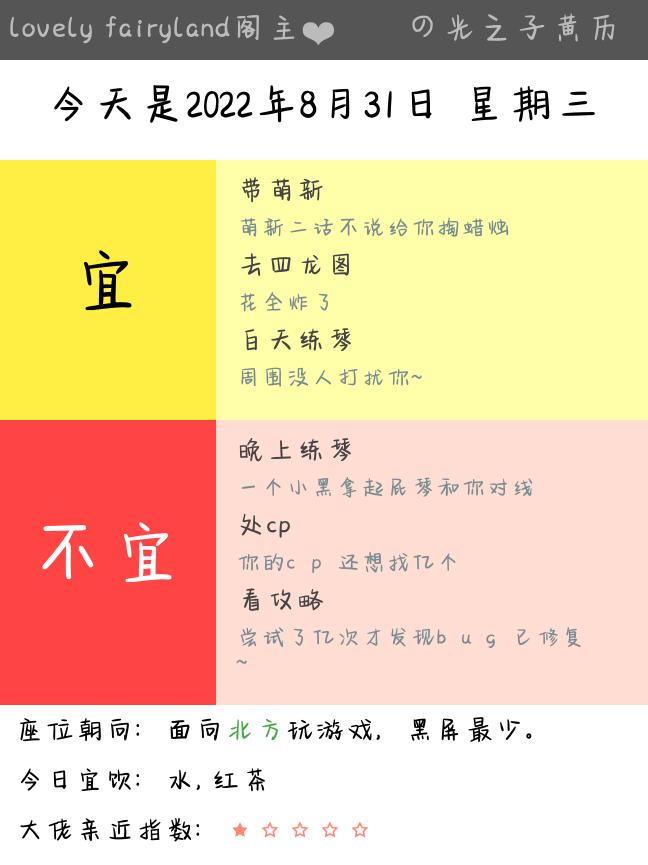 lovely fairyland阁主❤ の光之子黄历
今天是2022年8月31日 星期三
宜
带萌新
萌新二话不说给你掏蜡烛
去四龙图
花全炸了
白天练琴
周围没人打扰你~
不宜
晚上练琴
一个小黑拿起屁琴和你对线
处cp
你的cp 还想找亿个
看攻略
尝试了亿次才发现bug已修复
~
座位朝向: 面向北方玩游戏, 黑屏最少。
今日宜饮: 水,红茶
大佬亲近指数: ★☆☆☆☆